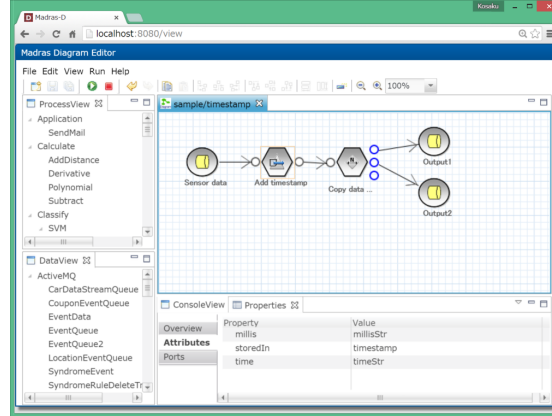 Kosaku
Madras-D
localhost:8080/view
Madras Diagram Editor
File Edit View Run Help
100%
ProcessView
Application
SendMail
Calculate
AddDistance
Derivative
Polynomial
Subtract
Classify
SVM
DataView
ActiveMQ
CarDataStreamQueue
CouponEventQueue
EventData
EventQueue
EventQueue2
LocationEventQueue
SyndromeEvent
SyndromeRuleDeleteTr
sample/timestamp
Sensor data
Add timestamp
Copy data ...
Output1
Output2
ConsoleView Properties
Overview
Attributes
Ports
Property Value
millis millisStr
storedIn timestamp
time timeStr